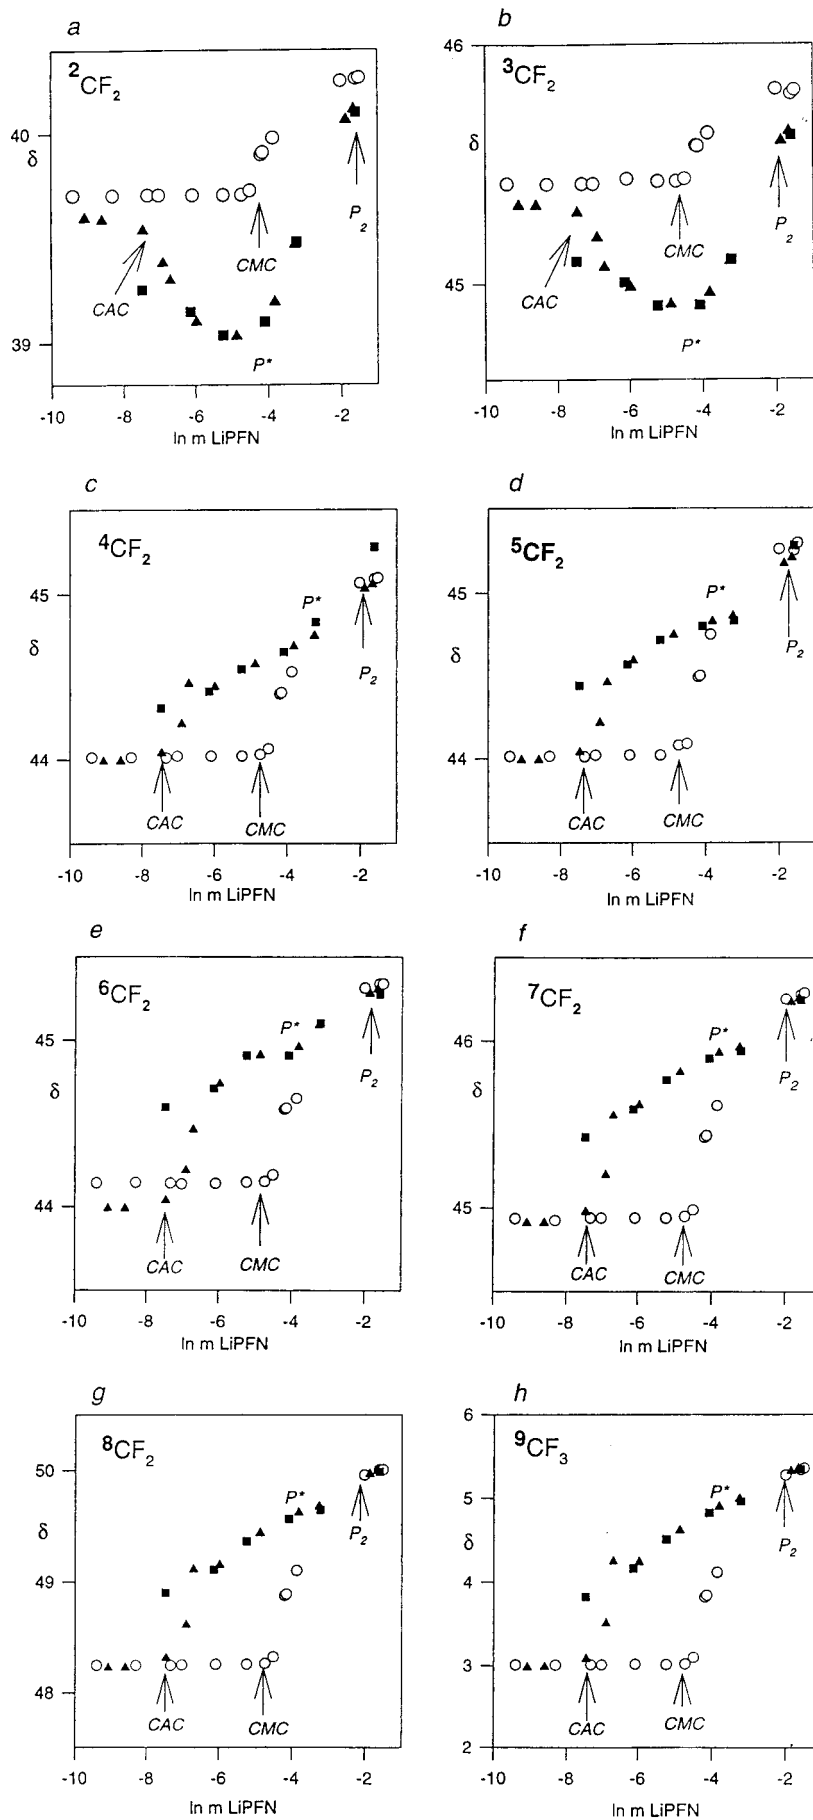 a
b
²CF₂
40
δ
39
CAC
CMC
P*
P₂
-10 -8 -6 -4 -2
ln m LiPFN
46
³CF₂
δ
45
CAC
CMC
P*
P₂
-10 -8 -6 -4 -2
ln m LiPFN
c
d
⁴CF₂
45
δ
44
P*
P₂
CAC
CMC
-10 -8 -6 -4 -2
ln m LiPFN
⁵CF₂
45
δ
44
P*
P₂
CAC
CMC
-10 -8 -6 -4 -2
ln m LiPFN
e
f
⁶CF₂
45
δ
44
P*
P₂
CAC
CMC
-10 -8 -6 -4 -2
ln m LiPFN
⁷CF₂
46
δ
45
P*
P₂
CAC
CMC
-10 -8 -6 -4 -2
ln m LiPFN
g
h
⁸CF₂
50
δ
49
48
P*
P₂
CAC
CMC
-10 -8 -6 -4 -2
ln m LiPFN
6
⁹CF₃
5
δ
4
3
2
P*
P₂
CAC
CMC
-10 -8 -6 -4 -2
ln m LiPFN